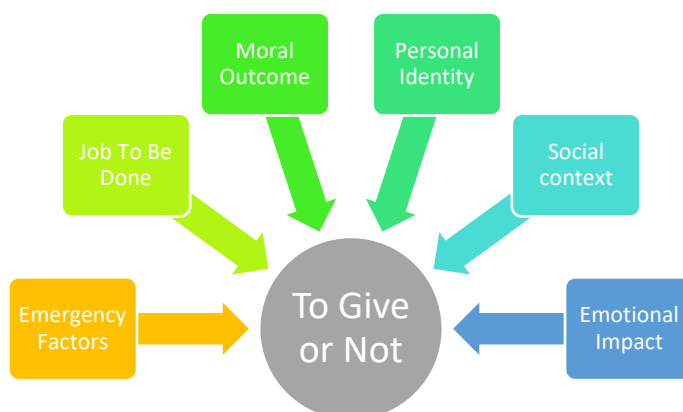 Moral
Outcome
Personal
Identity
Job To Be
Done
Social
context
Emergency
Factors
To Give
or Not
Emotional
Impact